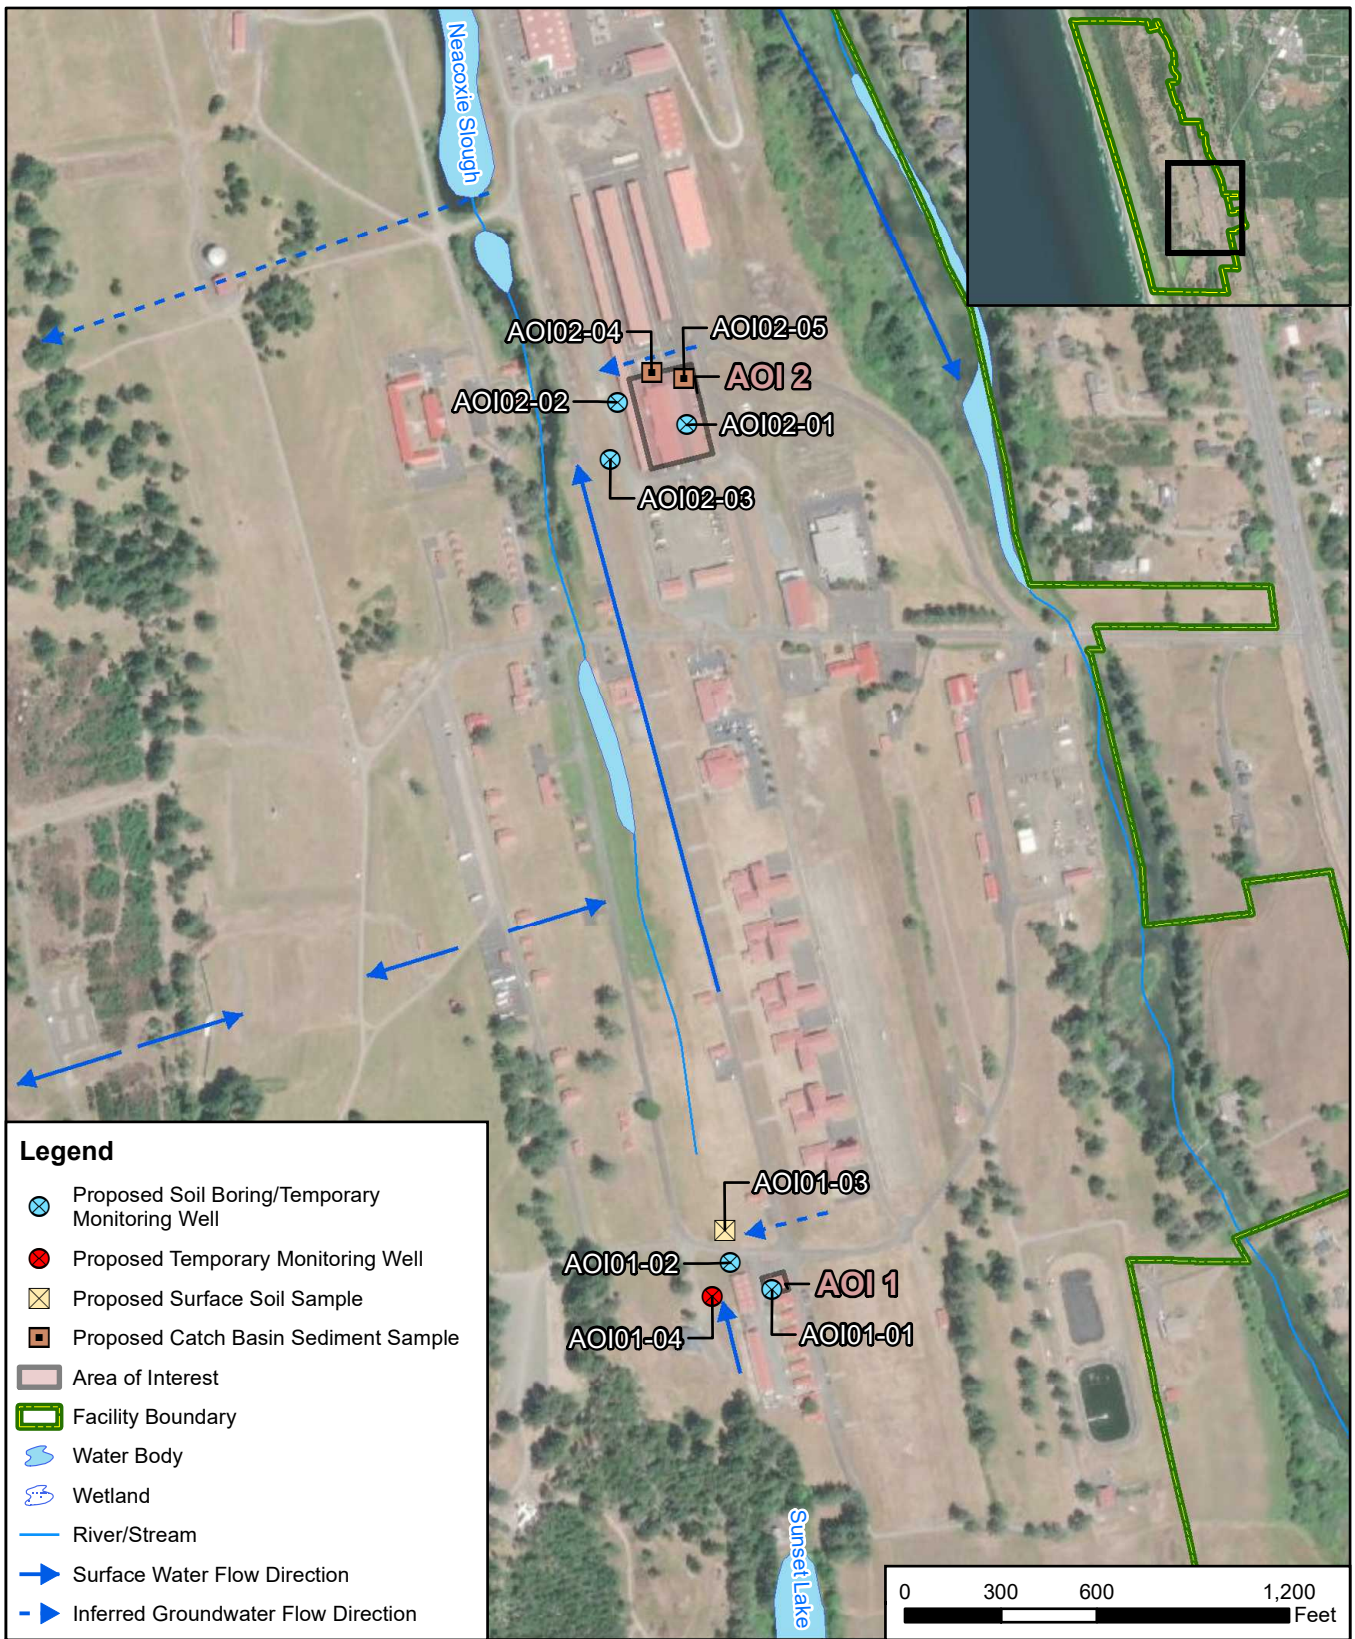 Neacoxie Slough
AOI02-04
AOI02-05
AOI 2
AOI02-02
AOI02-01
AOI02-03
AOI01-03
AOI01-02
AOI 1
AOI01-04
AOI01-01
Sunset Lake
Legend
Proposed Soil Boring/Temporary
Monitoring Well
Proposed Temporary Monitoring Well
Proposed Surface Soil Sample
Proposed Catch Basin Sediment Sample
Area of Interest
Facility Boundary
Water Body
Wetland
River/Stream
Surface Water Flow Direction
Inferred Groundwater Flow Direction
0 300 600 1,200
Feet